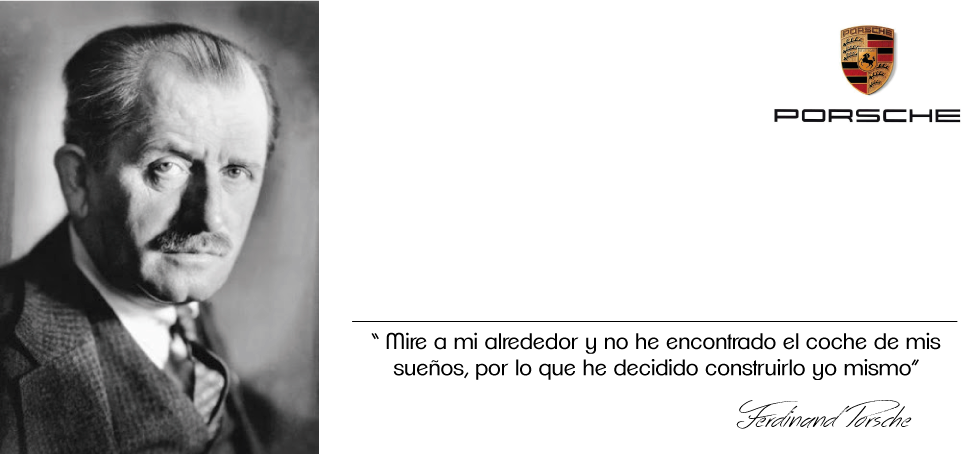 PORSCHE
PORSCHE
“ Mire a mi alrededor y no he encontrado el coche de mis
sueños, por lo que he decidido construirlo yo mismo”
Ferdinand Porsche